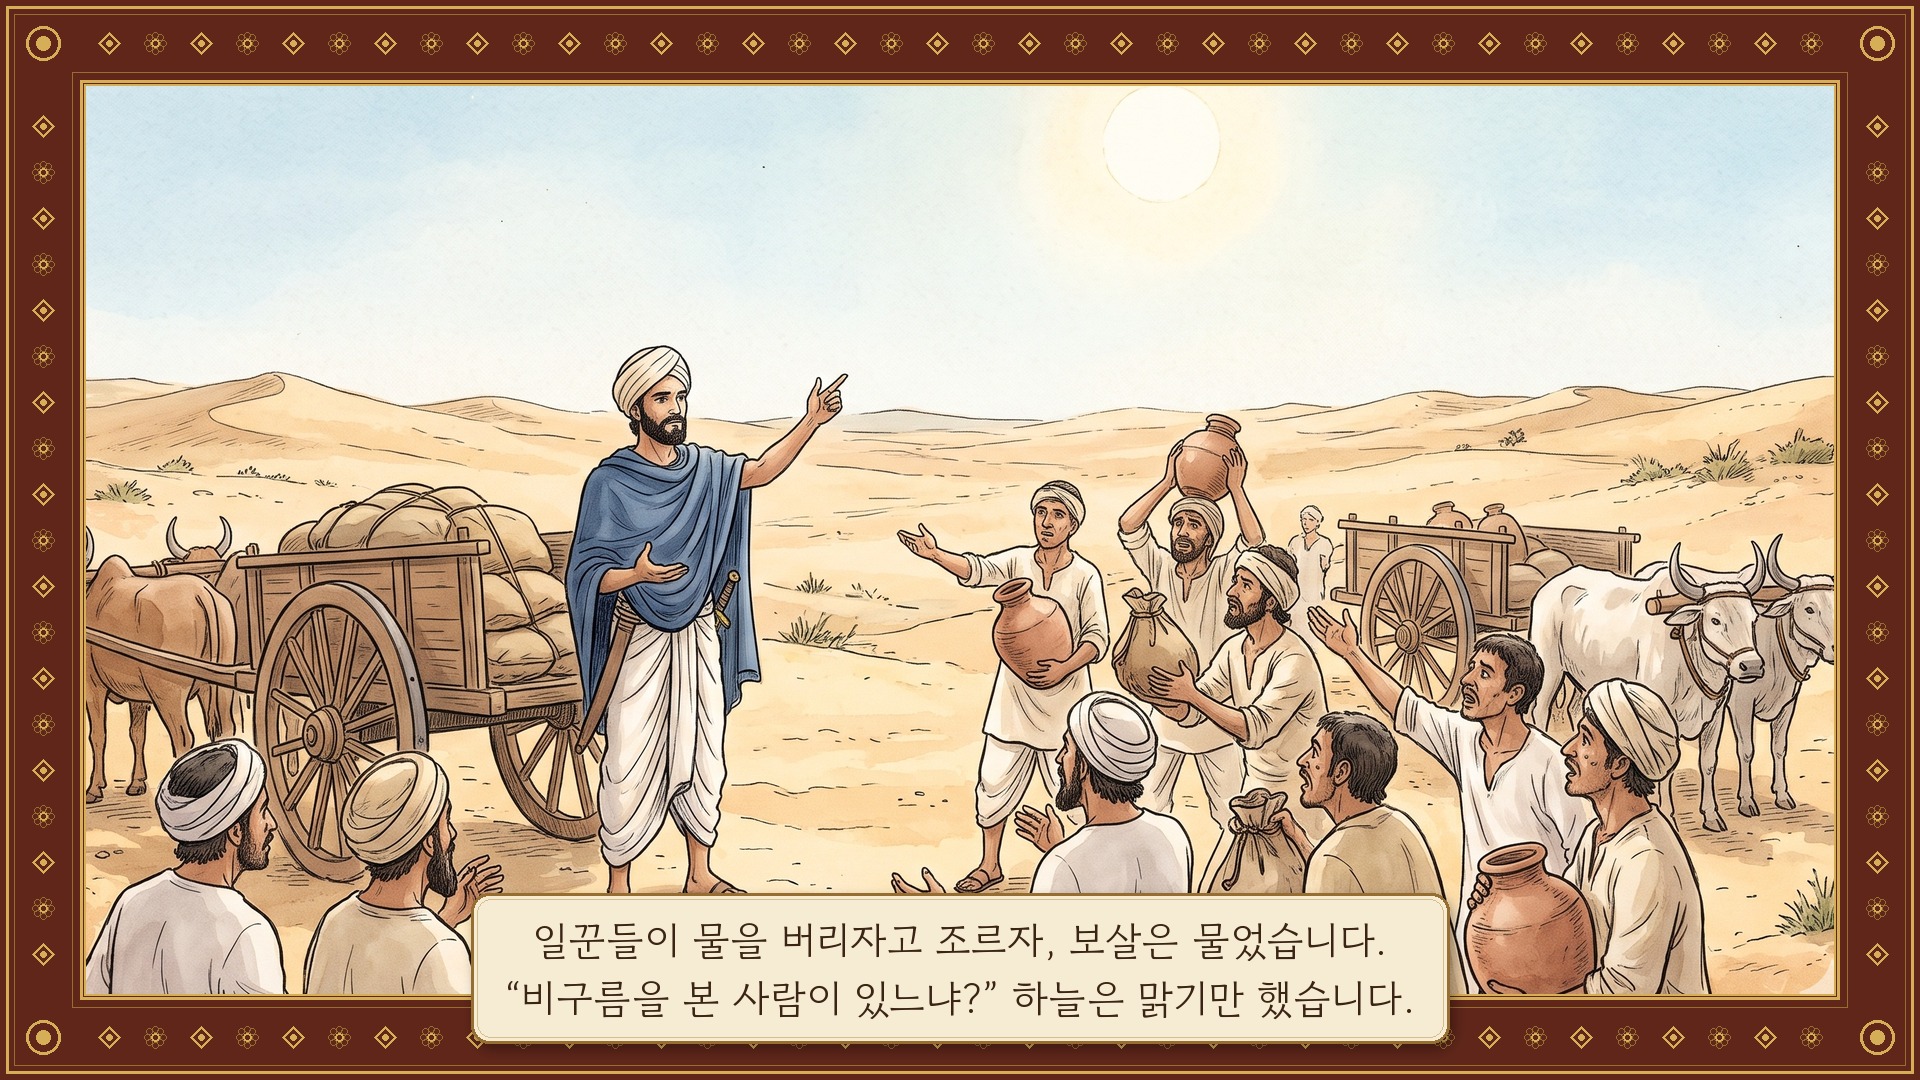 일꾼들이 물을 버리자고 조르자, 보살은 물었습니다.
“비구름을 본 사람이 있느냐?” 하늘은 맑기만 했습니다.